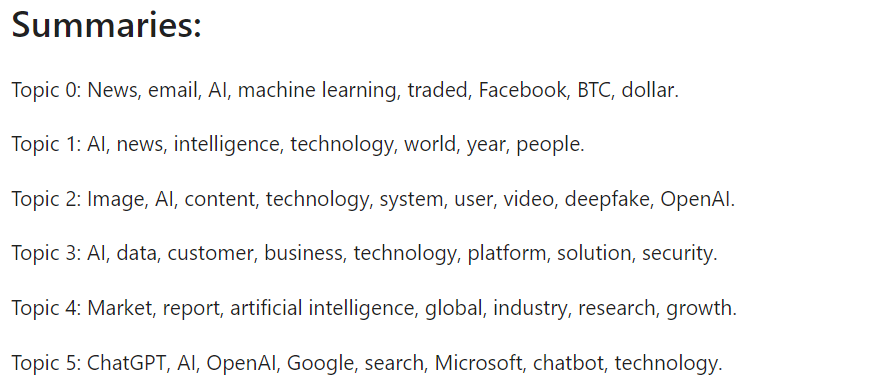 Summaries:
Topic 0: News, email, AI, machine learning, traded, Facebook, BTC, dollar.
Topic 1: AI, news, intelligence, technology, world, year, people.
Topic 2: Image, AI, content, technology, system, user, video, deepfake, OpenAI.
Topic 3: AI, data, customer, business, technology, platform, solution, security.
Topic 4: Market, report, artificial intelligence, global, industry, research, growth.
Topic 5: ChatGPT, AI, OpenAI, Google, search, Microsoft, chatbot, technology.